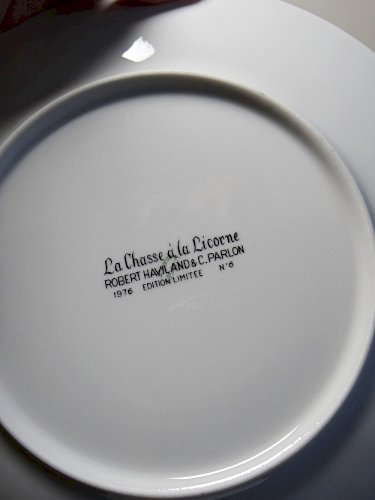 La Chasse à la Licorne
ROBERT HAVILAND & C. PARLON
1976 EDITION LIMITEE N°6